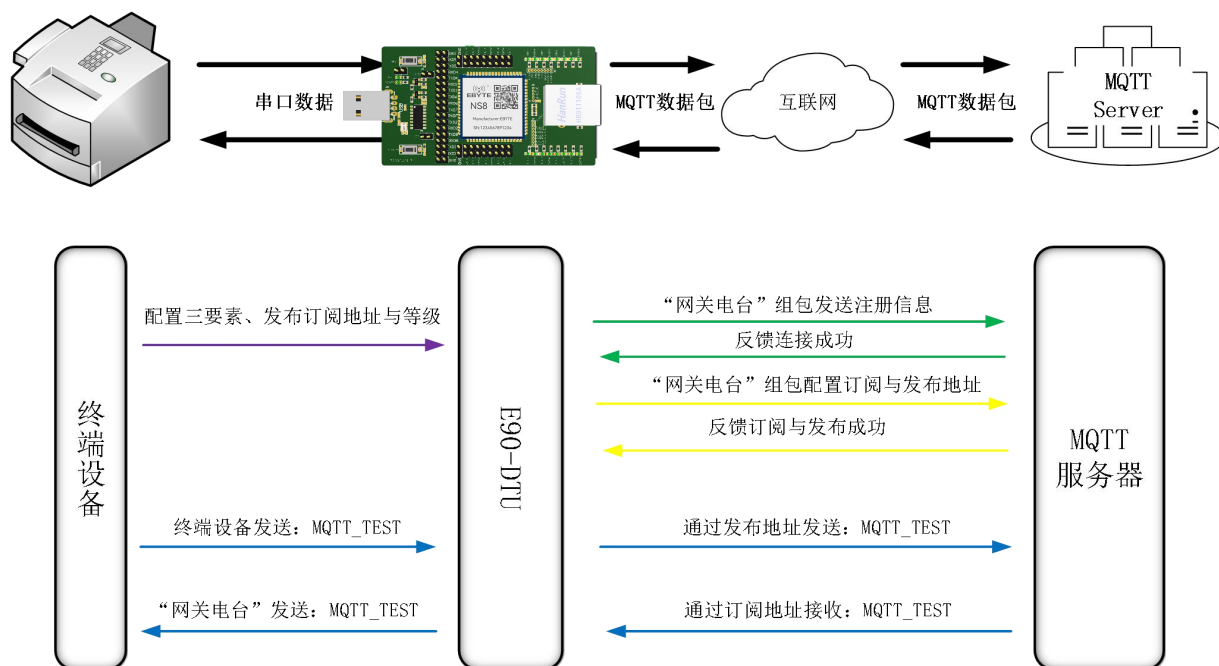 串口数据
EBYTE
NS8
Manufacturer:EBYTE
HanRun
MQTT数据包
互联网
MQTT数据包
MQTT
Server
配置三要素、发布订阅地址与等级
“网关电台”组包发送注册信息
反馈连接成功
“网关电台”组包配置订阅与发布地址
反馈订阅与发布成功
终端设备
E90-DTU
MQTT
服务器
终端设备发送：MQTT_TEST
通过发布地址发送：MQTT_TEST
“网关电台”发送：MQTT_TEST
通过订阅地址接收：MQTT_TEST